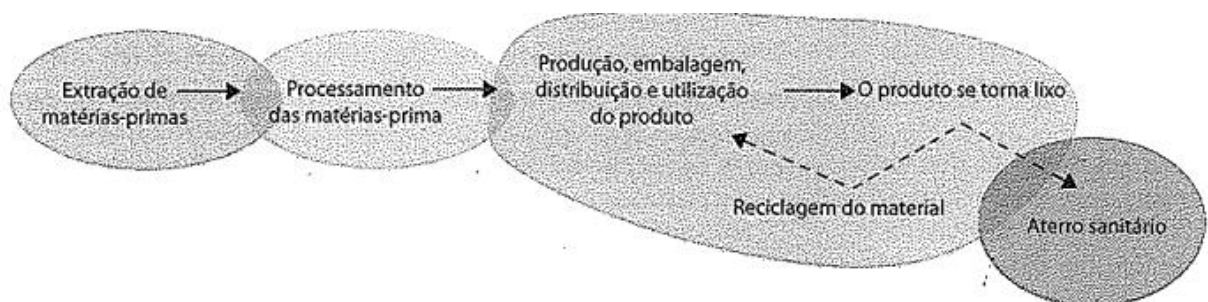 Extração de
matérias-primas
Processamento
das matérias-prima
Produção, embalagem,
distribuição e utilização
do produto
O produto se torna lixo
Reciclagem do material
Aterro sanitário